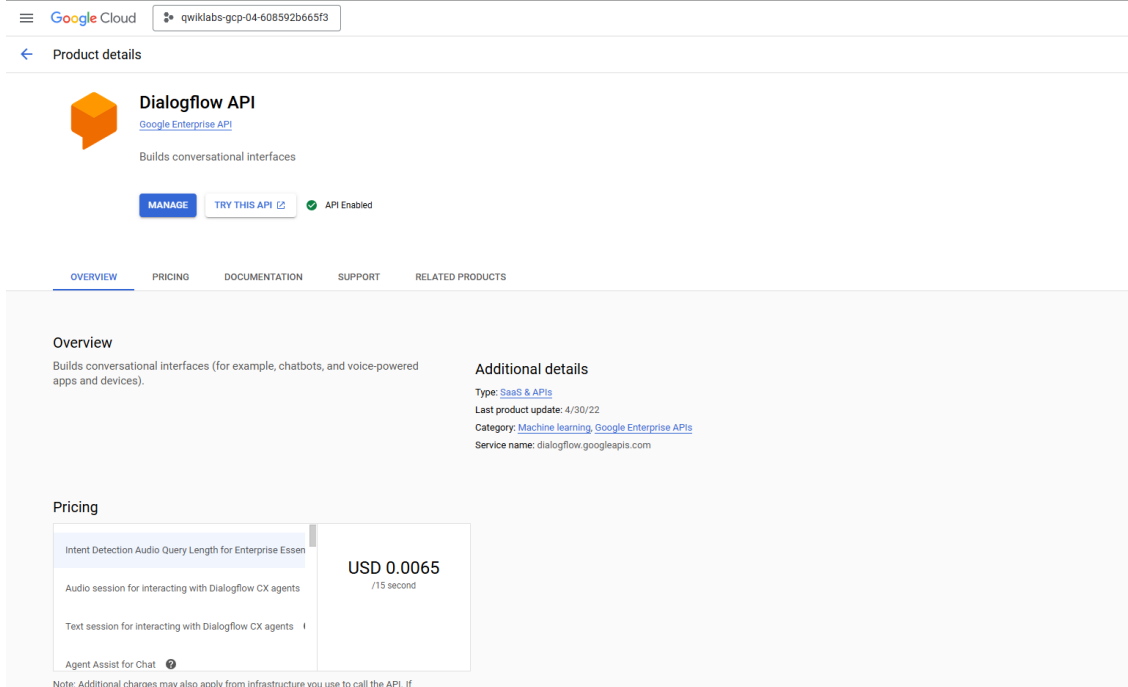 Google Cloud
qwiklabs-gcp-04-608592b665f3
Product details
Dialogflow API
Google Enterprise API
Builds conversational interfaces
MANAGE
TRY THIS API
API Enabled
OVERVIEW
PRICING
DOCUMENTATION
SUPPORT
RELATED PRODUCTS
Overview
Builds conversational interfaces (for example, chatbots, and voice-powered
apps and devices).
Additional details
Type: SaaS & APIs
Last product update: 4/30/22
Category: Machine learning, Google Enterprise APIs
Service name: dialogflow.googleapis.com
Pricing
Intent Detection Audio Query Length for Enterprise Essen
Audio session for interacting with Dialogflow CX agents
Text session for interacting with Dialogflow CX agents
Agent Assist for Chat
USD 0.0065
/15 second
Note: Additional charges may also apply from infrastructure you use to call the API. If